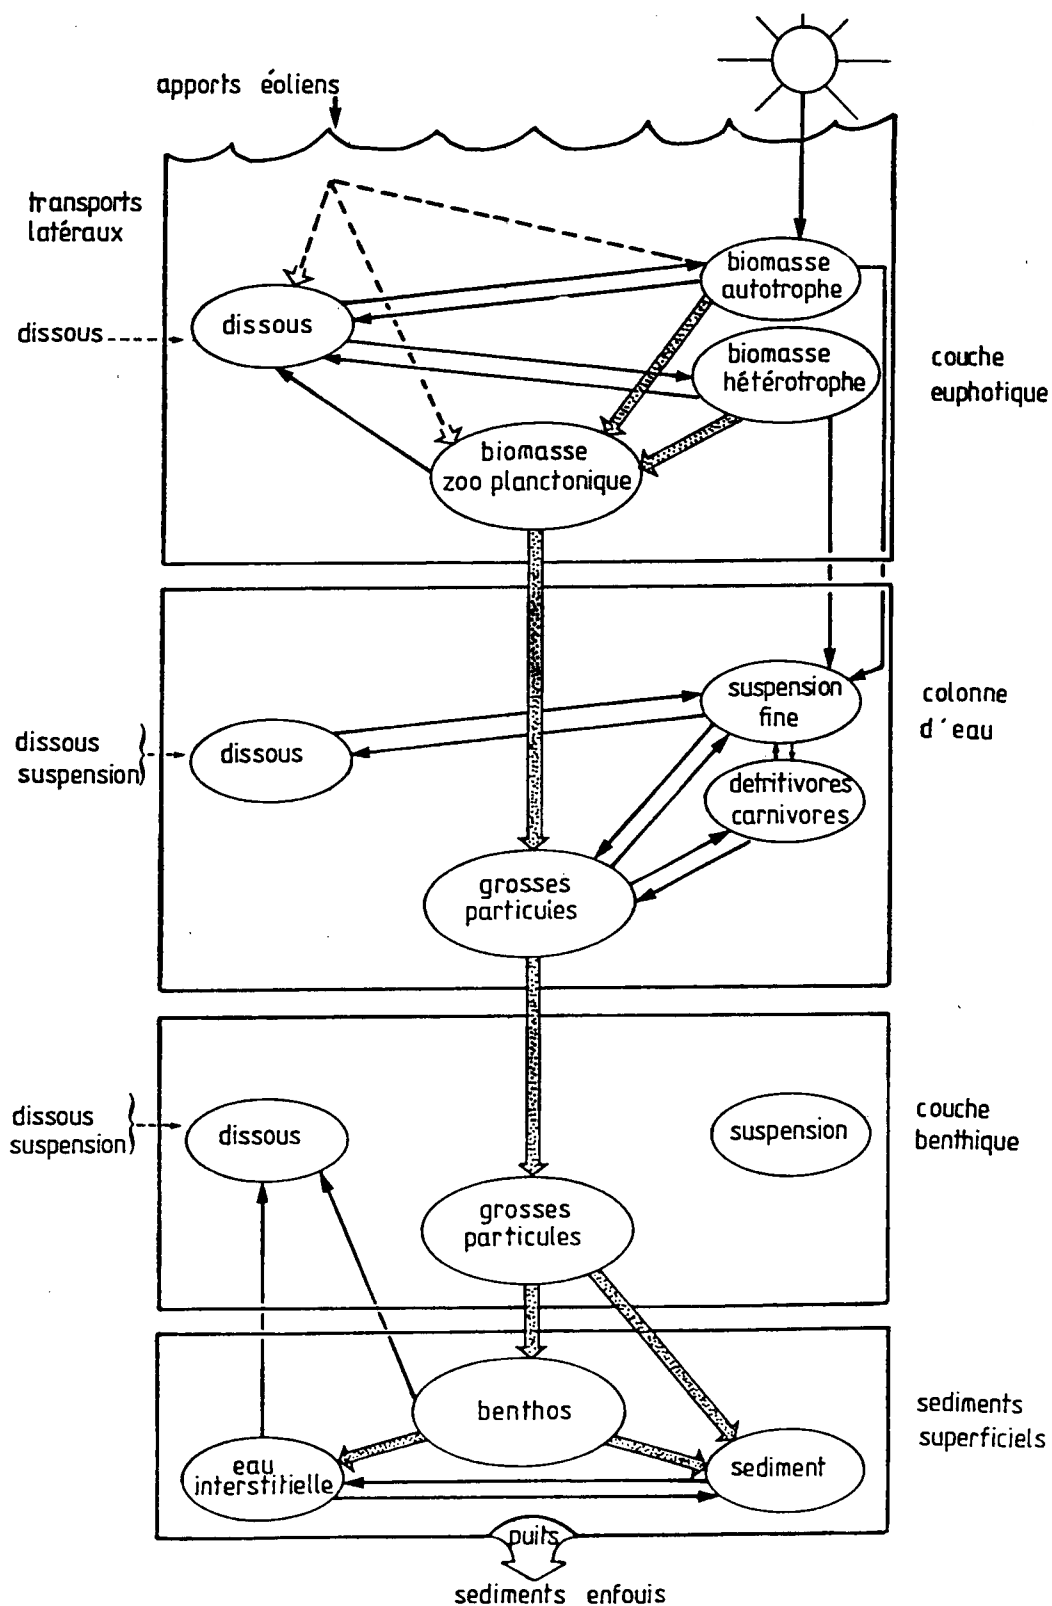 apports éoliens
transports
latéraux
biomasse
autotrophe
dissous
dissous
biomasse
hétérotrophe
couche
euphotique
biomasse
zoo planctonique
suspension
fine
colonne
d'eau
dissous
suspension
dissous
detritivores
carnivores
grosses
particules
dissous
suspension
dissous
suspension
couche
benthique
grosses
particules
benthos
sediments
superficiels
eau
interstitielle
sediment
puits
sediments enfouis